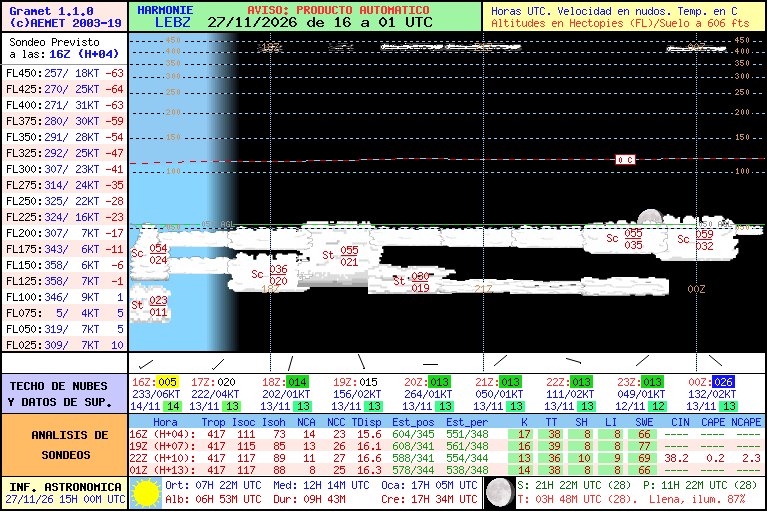 Gramet 1.1.0
(c)AEMET 2003-19
HARMONIE
LEBZ
AVISO: PRODUCTO AUTOMATICO
27/11/2026 de 16 a 01 UTC
Horas UTC. Velocidad en nudos. Temp. en C
Altitudes en Hectopies (FL)/Suelo a 606 fts
Sondeo Previsto
a las: 16Z (H+04)
FL450: 257/ 18KT -63
FL425: 270/ 25KT -64
FL400: 271/ 31KT -63
FL375: 280/ 30KT -59
FL350: 291/ 28KT -54
FL325: 292/ 25KT -47
FL300: 307/ 23KT -41
FL275: 314/ 24KT -35
FL250: 325/ 22KT -28
FL225: 324/ 16KT -23
FL200: 307/ 7KT -17
FL175: 343/ 6KT -11
FL150: 358/ 6KT -6
FL125: 358/ 7KT -1
FL100: 346/ 9KT 1
FL075: 5/ 4KT 5
FL050: 319/ 7KT 5
FL025: 309/ 7KT 10
450 450
400 400
350 350
300 300
250 250
200 200
150 150
100 100
0 C
Sc 054
024
St 023
011
Sc 036
020
St 055
021
St 080
019
Sc 055
035
Sc 059
032
18Z 21Z 00Z
TECHO DE NUBES
Y DATOS DE SUP.
16Z:005 17Z:020 18Z:014 19Z:015 20Z:013 21Z:013 22Z:013 23Z:013 00Z:026
233/06KT 222/04KT 202/01KT 156/02KT 264/01KT 050/01KT 111/02KT 049/01KT 132/02KT
14/11 14 13/11 13 13/11 13 13/11 13 13/11 13 13/10 13 13/11 13 12/11 12 13/11 13
ANALISIS DE
SONDEOS
Hora Trop Isoc Isoh NCA NCC TDisp Est_pos Est_per K TT SH LI SWE CIN CAPE NCAPE
16Z (H+04): 417 111 73 14 23 15.6 604/345 551/348 17 38 8 8 66 ---- ---- ----
19Z (H+07): 417 115 85 13 26 16.1 608/341 554/348 16 39 8 8 77 ---- ---- ----
22Z (H+10): 417 117 89 11 27 16.6 588/341 534/348 13 36 10 9 69 38.2 0.2 2.3
01Z (H+13): 417 117 88 8 25 16.3 578/344 538/348 14 38 8 8 66 ---- ---- ----
INF. ASTRONOMICA
27/11/26 15H 00M UTC
Ort: 07H 22M UTC Med: 12H 14M UTC Oca: 17H 05M UTC
Alb: 06H 53M UTC Dur: 09H 43M Cre: 17H 34M UTC
S: 21H 22M UTC (28) P: 11H 22M UTC (28)
T: 03H 48M UTC (28). Llena, ilum. 87%